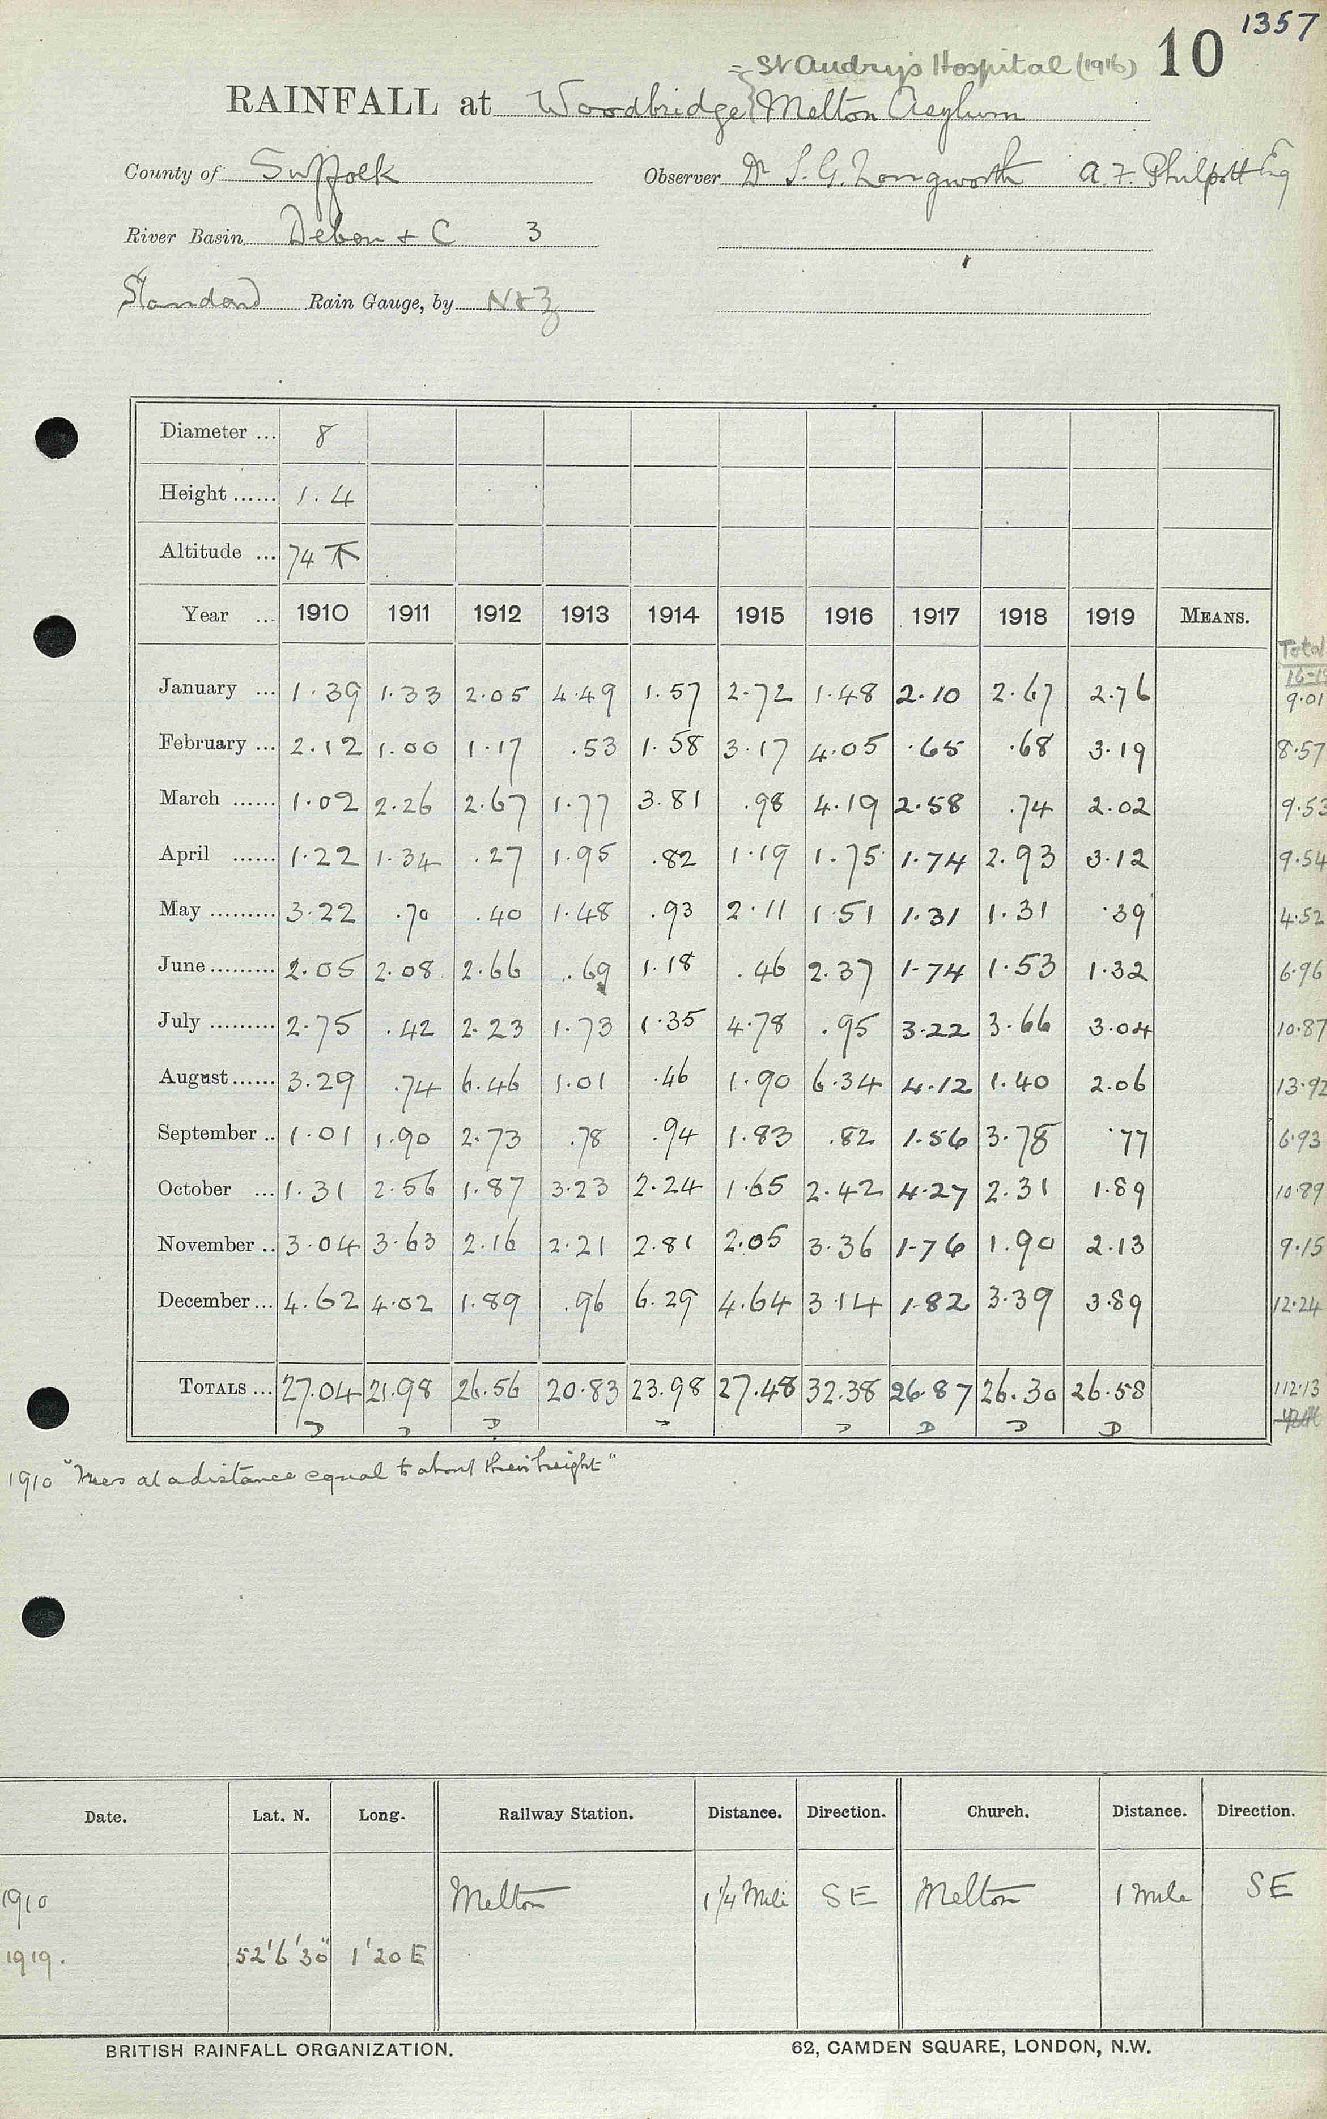 1357
= St Audry's Hospital (1916) 10
RAINFALL at Woodbridge Melton Asylum
County of Suffolk Observer Dr S. G. Longworth A. F. Philpott Esq
River Basin Deben + C 3
Standard Rain Gauge, by N&Z
Diameter ... 8
Height ...... 1.4
Altitude ... 74
Year ... 1910 1911 1912 1913 1914 1915 1916 1917 1918 1919 MEANS. Total
16-19
January ... 1.39 1.33 2.05 4.49 1.57 2.72 1.48 2.10 2.67 2.76 9.01
February ... 2.12 1.00 1.17 .53 1.58 3.17 4.05 .65 .68 3.19 8.57
March ...... 1.02 2.26 2.67 1.77 3.81 .98 4.19 2.58 .74 2.02 9.53
April ...... 1.22 1.34 .27 1.95 .82 1.19 1.75 1.74 2.93 3.12 9.54
May ......... 3.22 .70 .40 1.48 .93 2.11 1.51 1.31 1.31 .39 4.52
June ......... 2.05 2.08 2.66 .69 1.18 .46 2.37 1.74 1.53 1.32 6.96
July ......... 2.75 .42 2.23 1.73 1.35 4.78 .95 3.22 3.66 3.04 10.87
August ...... 3.29 .74 6.46 1.01 .46 1.90 6.34 4.12 1.40 2.06 13.92
September .. 1.01 1.90 2.73 .78 .94 1.83 .82 1.56 3.78 .77 6.93
October ... 1.31 2.56 1.87 3.23 2.24 1.65 2.42 4.27 2.31 1.89 10.89
November .. 3.04 3.63 2.16 2.21 2.81 2.05 3.36 1.76 1.90 2.13 9.15
December ... 4.62 4.02 1.89 .96 6.29 4.64 3.14 1.82 3.39 3.89 12.24
TOTALS ... 27.04 21.98 26.56 20.83 23.98 27.48 32.38 26.87 26.30 26.58 112.13
D D D D D D D
1910 "Trees at a distance equal to about their height"
Date. Lat. N. Long. Railway Station. Distance. Direction. Church. Distance. Direction.
1910 Melton 1 1/4 Mile SE Melton 1 mile SE
1919. 52°6'30" 1°20 E
BRITISH RAINFALL ORGANIZATION. 62, CAMDEN SQUARE, LONDON, N.W.